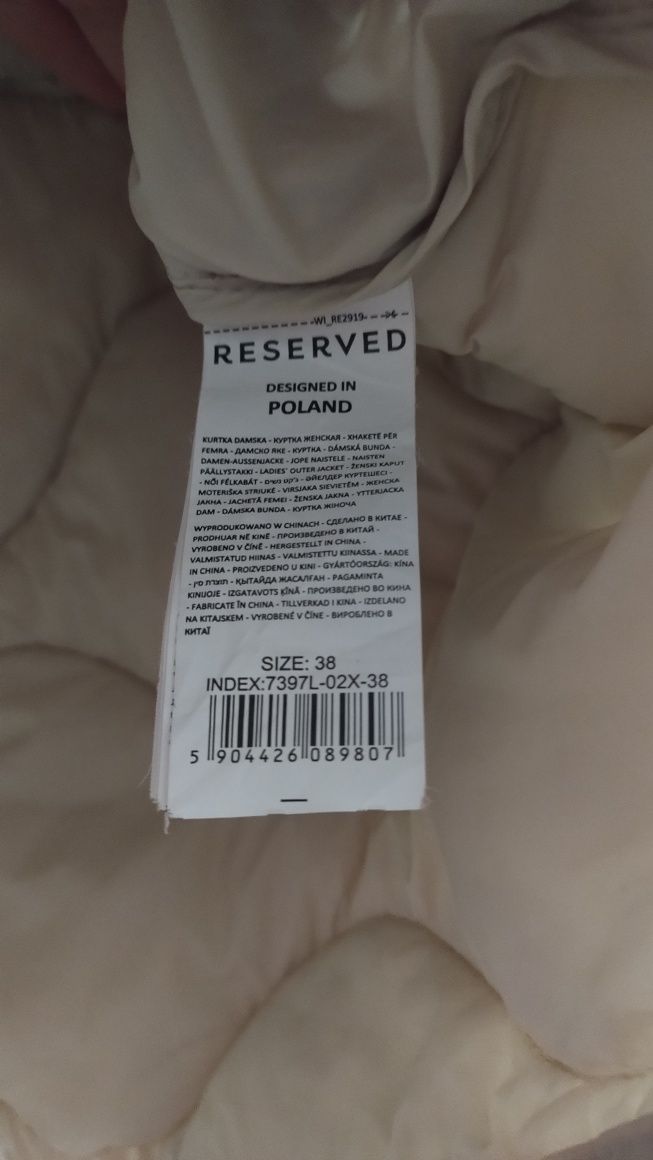 WI_RE2919
RESERVED
DESIGNED IN
POLAND
KURTKA DAMSKA - КУРТКА ЖЕНСКАЯ - XHAKETË PËR
FEMRA - ДАМСКО ЯКЕ - КУРТКА - DÁMSKÁ BUNDA -
DAMEN-AUSSENJACKE - JOPE NAISTELE - NAISTEN
PÄÄLLYSTAKKI - LADIES' OUTER JACKET - ŽENSKI KAPUT
- NŐI FÉLKABÁT - ג'קט נשים - ӘЙЕЛДЕР КҮРТЕШЕСІ -
MOTERIŠKA STRIUKĖ - VIRSJAKA SIEVIETĒM - ЖЕНСКА
ЈАКНА - JACHETĂ FEMEI - ŽENSKA JAKNA - YTTERJACKA
DAM - DÁMSKA BUNDA - КУРТКА ЖІНОЧА
WYPRODUKOWANO W CHINACH - СДЕЛАНО В КИТАЕ -
PRODHUAR NË KINË - ПРОИЗВЕДЕНО В КИТАЙ -
VYROBENO V ČÍNĚ - HERGESTELLT IN CHINA -
VALMISTATUD HIINAS - VALMISTETTU KIINASSA - MADE
IN CHINA - PROIZVEDENO U KINI - GYÁRTÓORSZÁG: KÍNA
- תוצרת סין - ҚЫТАЙДА ЖАСАЛҒАН - PAGAMINTA
KINIJOJE - IZGATAVOTS ĶĪNĀ - ПРОИЗВЕДЕНО ВО КИНА
- FABRICATE ÎN CHINA - TILLVERKAD I KINA - IZDELANO
NA KITAJSKEM - VYROBENÉ V ČÍNE - ВИРОБЛЕНО В
КИТАЇ
SIZE: 38
INDEX:7397L-02X-38
5 904426 089807